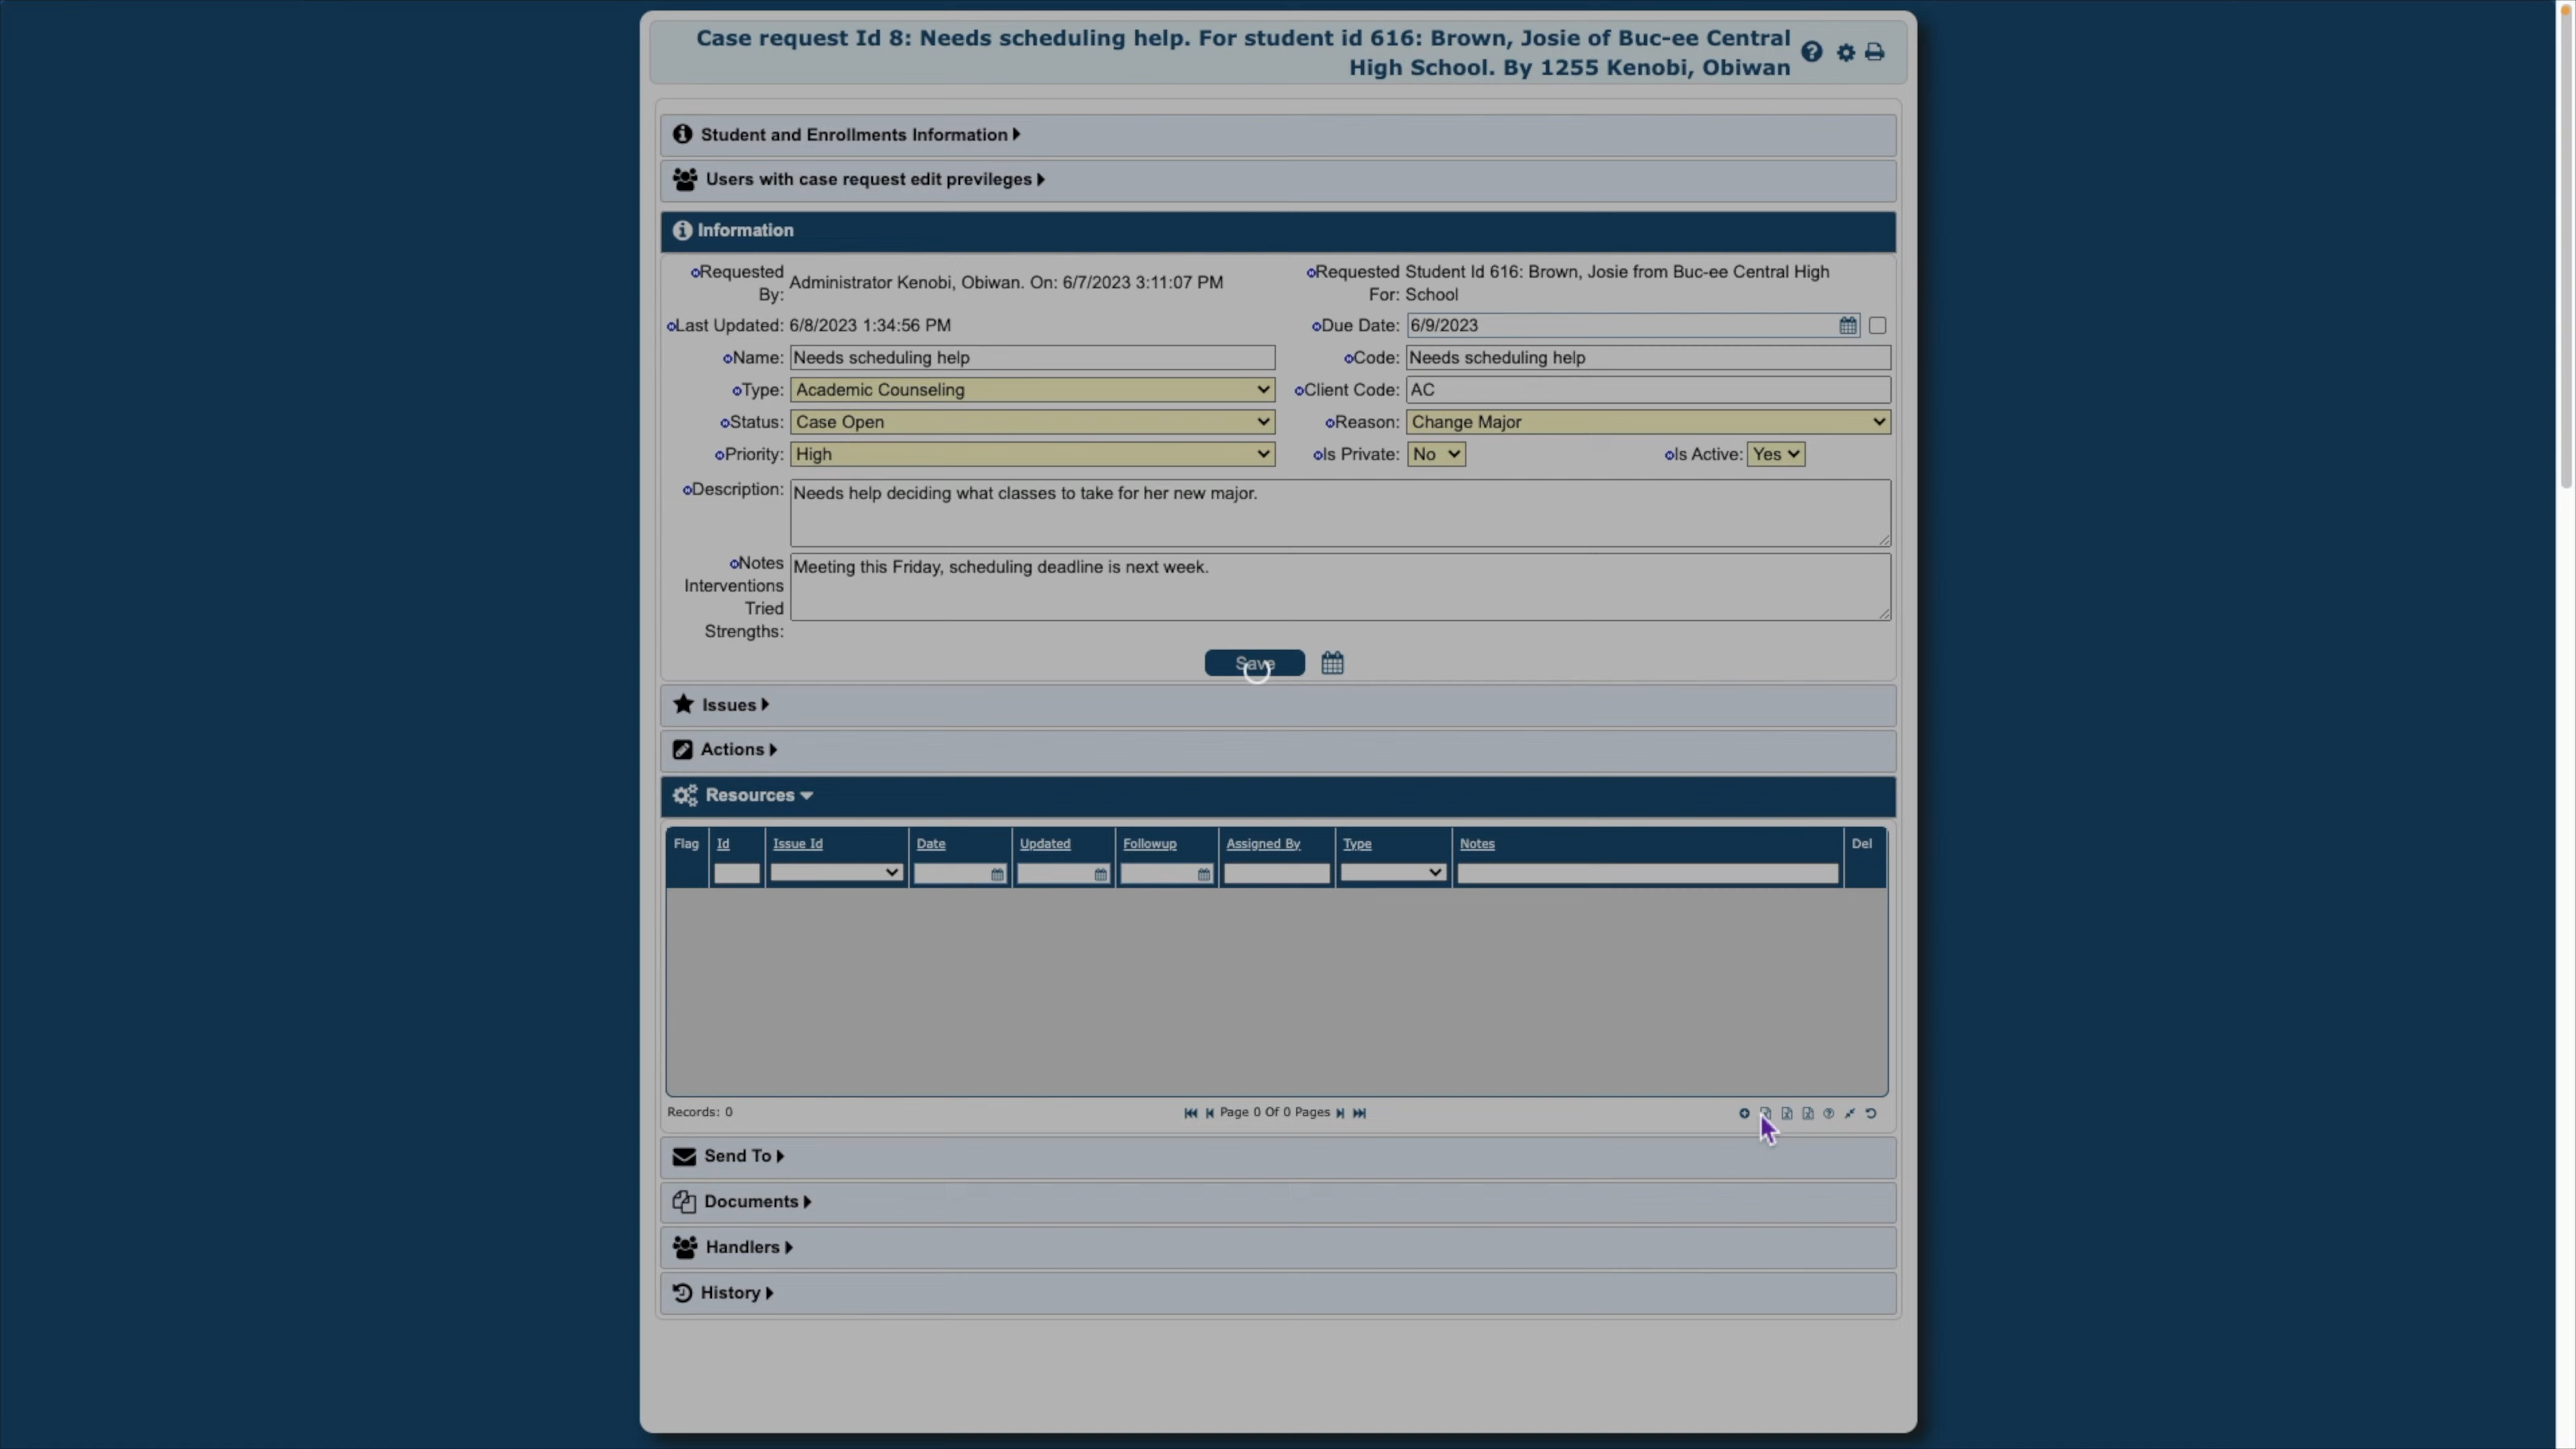 Case request Id 8: Needs scheduling help. For student id 616: Brown, Josie of Buc-ee Central
High School. By 1255 Kenobi, Obiwan
Student and Enrollments Information
Users with case request edit previleges
Information
Requested By: Administrator Kenobi, Obiwan. On: 6/7/2023 3:11:07 PM
Requested For: Student Id 616: Brown, Josie from Buc-ee Central High School
Last Updated: 6/8/2023 1:34:56 PM
Due Date: 6/9/2023
Name: Needs scheduling help
Code: Needs scheduling help
Type: Academic Counseling
Client Code: AC
Status: Case Open
Reason: Change Major
Priority: High
Is Private: No
Is Active: Yes
Description: Needs help deciding what classes to take for her new major.
Notes Interventions Tried Strengths: Meeting this Friday, scheduling deadline is next week.
Save
Issues
Actions
Resources
Flag Id Issue Id Date Updated Followup Assigned By Type Notes Del
Records: 0 Page 0 Of 0 Pages
Send To
Documents
Handlers
History